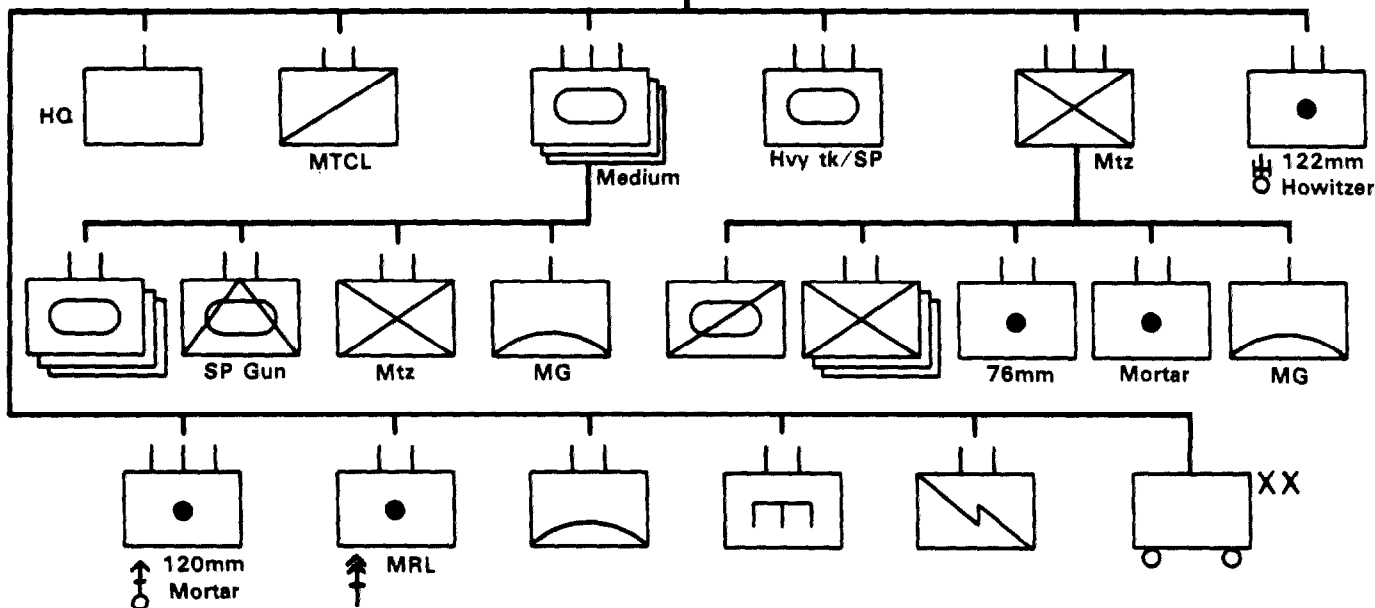 HQ
MTCL
Medium
Hvy tk/SP
Mtz
122mm
Howitzer
SP Gun
Mtz
MG
76mm
Mortar
MG
XX
120mm
Mortar
MRL